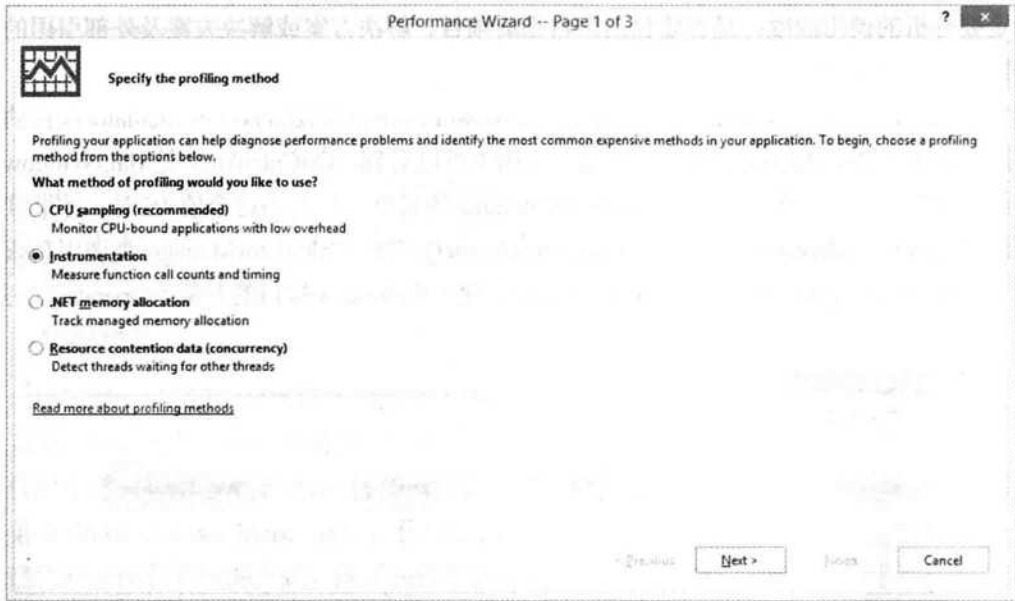 Performance Wizard -- Page 1 of 3
?
Specify the profiling method
Profiling your application can help diagnose performance problems and identify the most common expensive methods in your application. To begin, choose a profiling
method from the options below.
What method of profiling would you like to use?
CPU sampling (recommended)
Monitor CPU-bound applications with low overhead
Instrumentation
Measure function call counts and timing
.NET memory allocation
Track managed memory allocation
Resource contention data (concurrency)
Detect threads waiting for other threads
Read more about profiling methods
< Previous
Next >
Cancel